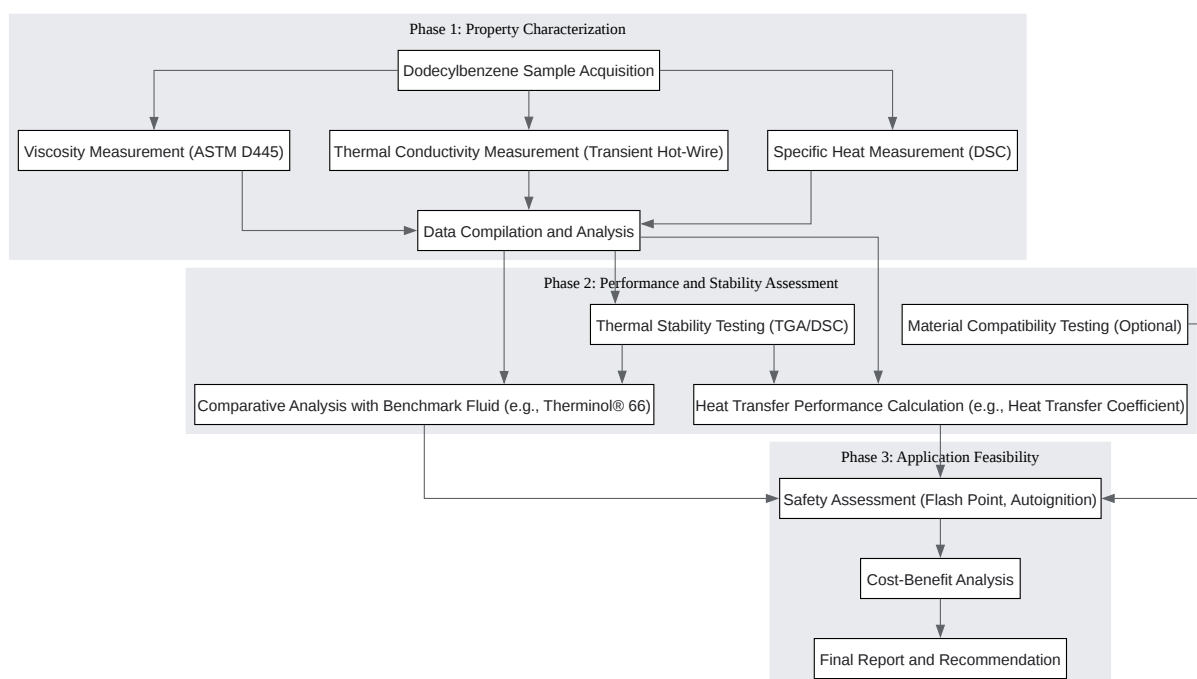 Phase 1: Property Characterization
Dodecylbenzene Sample Acquisition
Viscosity Measurement (ASTM D445)
Thermal Conductivity Measurement (Transient Hot-Wire)
Specific Heat Measurement (DSC)
Data Compilation and Analysis
Phase 2: Performance and Stability Assessment
Thermal Stability Testing (TGA/DSC)
Material Compatibility Testing (Optional)
Comparative Analysis with Benchmark Fluid (e.g., Therminol® 66)
Heat Transfer Performance Calculation (e.g., Heat Transfer Coefficient)
Phase 3: Application Feasibility
Safety Assessment (Flash Point, Autoignition)
Cost-Benefit Analysis
Final Report and Recommendation